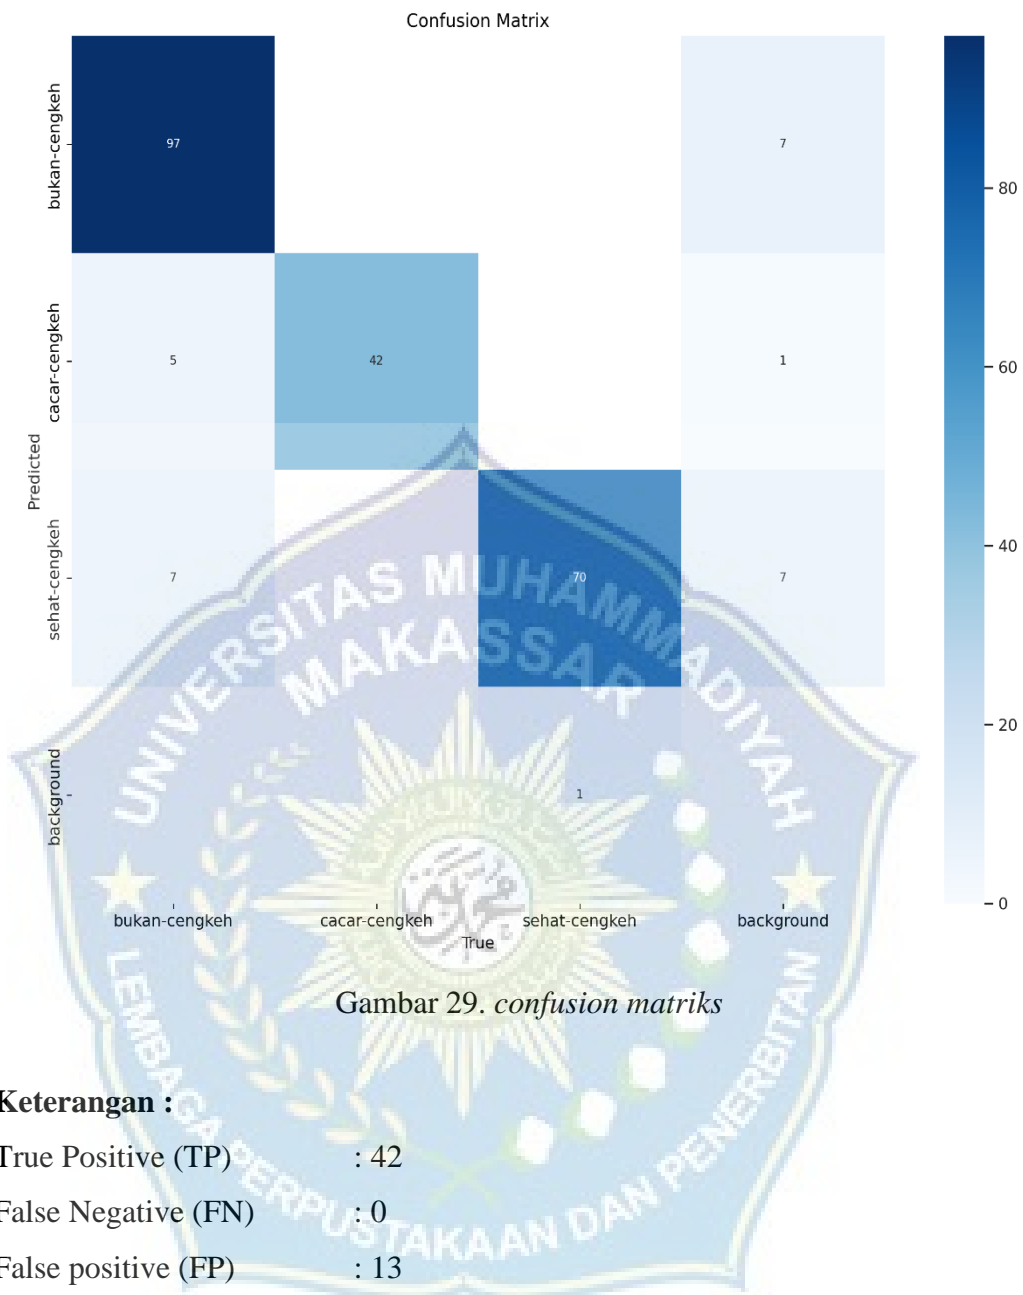 Confusion Matrix
bukan-cengkeh
97
7
80
60
cacar-cengkeh
5
42
1
Predicted
40
sehat-cengkeh
7
70
7
20
background
1
0
bukan-cengkeh
cacar-cengkeh
sehat-cengkeh
background
True
UNIVERSITAS MUHAMMADIYAH
MAKASSAR
LEMBAGA PERPUSTAKAAN DAN PENERBITAN
Gambar 29. confusion matriks
Keterangan :
True Positive (TP) : 42
False Negative (FN) : 0
False positive (FP) : 13